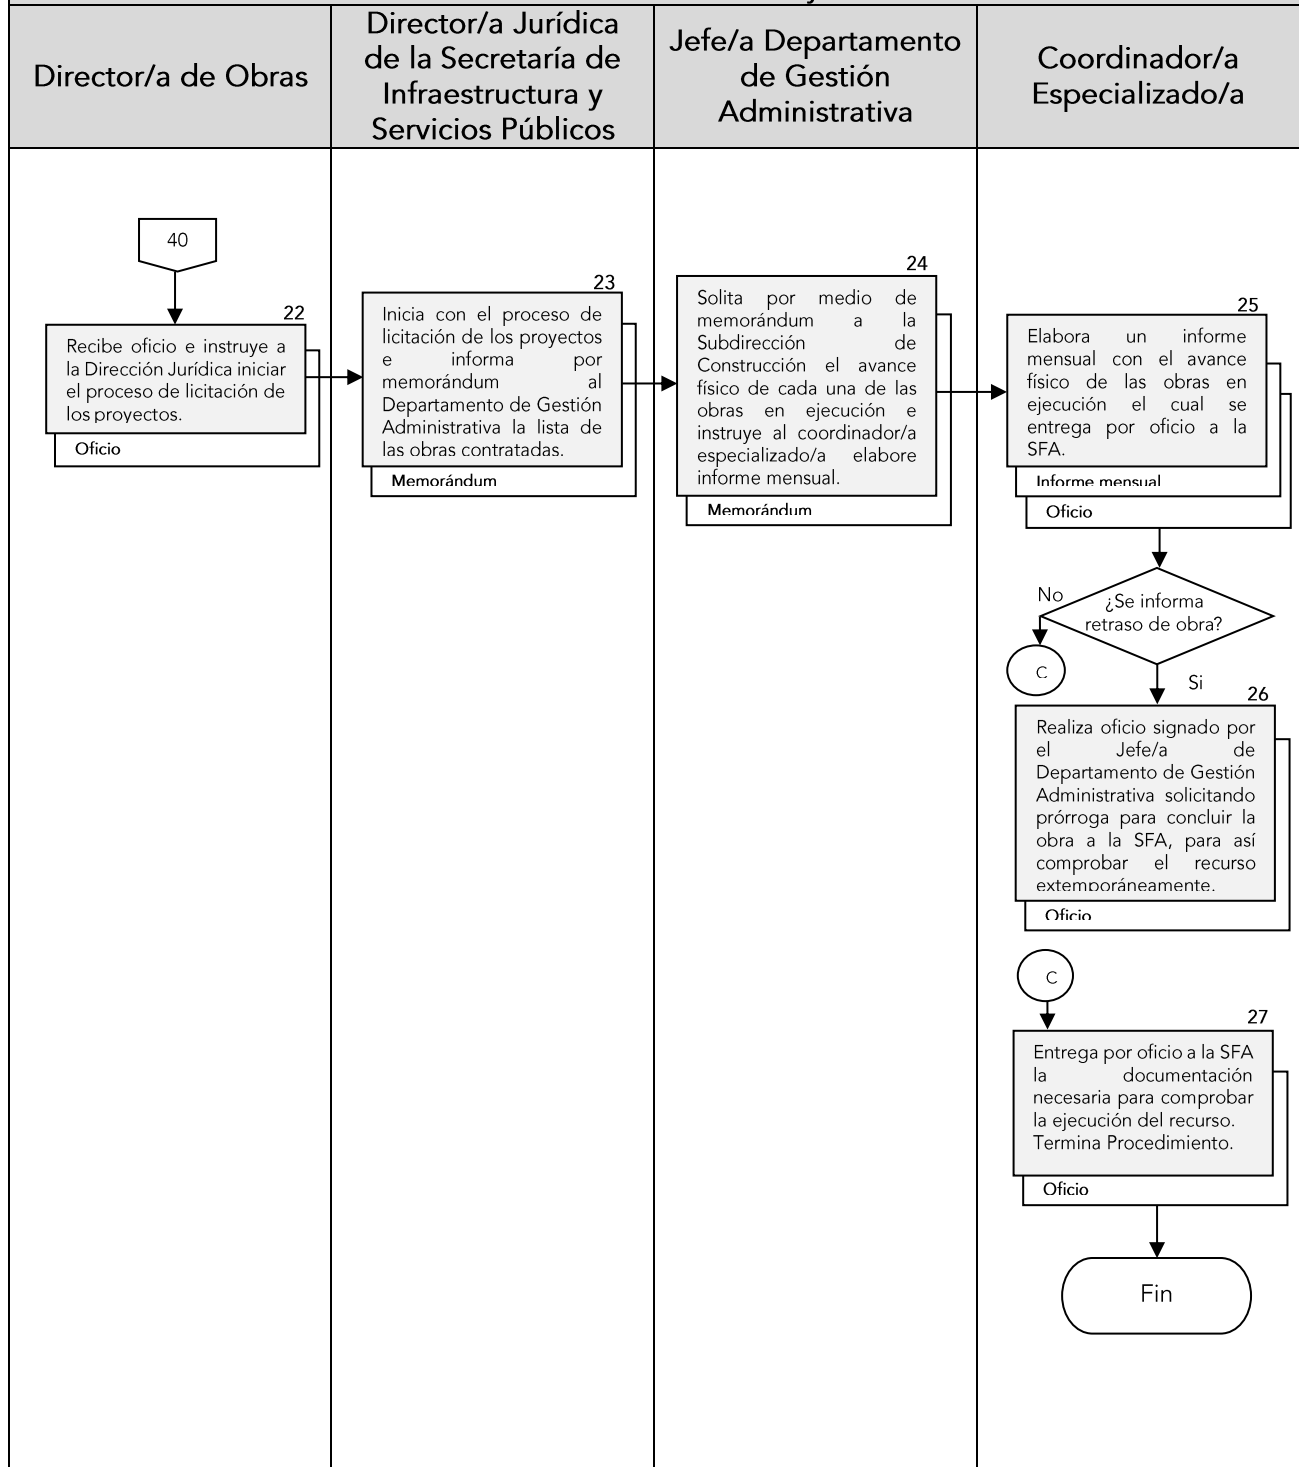 Director/a de Obras
Director/a Jurídica
de la Secretaría de
Infraestructura y
Servicios Públicos
Jefe/a Departamento
de Gestión
Administrativa
Coordinador/a
Especializado/a
40
22
Recibe oficio e instruye a
la Dirección Jurídica iniciar
el proceso de licitación de
los proyectos.
Oficio
23
Inicia con el proceso de
licitación de los proyectos
e informa por
memorándum al
Departamento de Gestión
Administrativa la lista de
las obras contratadas.
Memorándum
24
Solita por medio de
memorándum a la
Subdirección de
Construcción el avance
físico de cada una de las
obras en ejecución e
instruye al coordinador/a
especializado/a elabore
informe mensual.
Memorándum
25
Elabora un informe
mensual con el avance
físico de las obras en
ejecución el cual se
entrega por oficio a la
SFA.
Informe mensual
Oficio
No
¿Se informa
retraso de obra?
C
Si
26
Realiza oficio signado por
el Jefe/a de
Departamento de Gestión
Administrativa solicitando
prórroga para concluir la
obra a la SFA, para así
comprobar el recurso
extemporáneamente.
Oficio
C
27
Entrega por oficio a la SFA
la documentación
necesaria para comprobar
la ejecución del recurso.
Termina Procedimiento.
Oficio
Fin